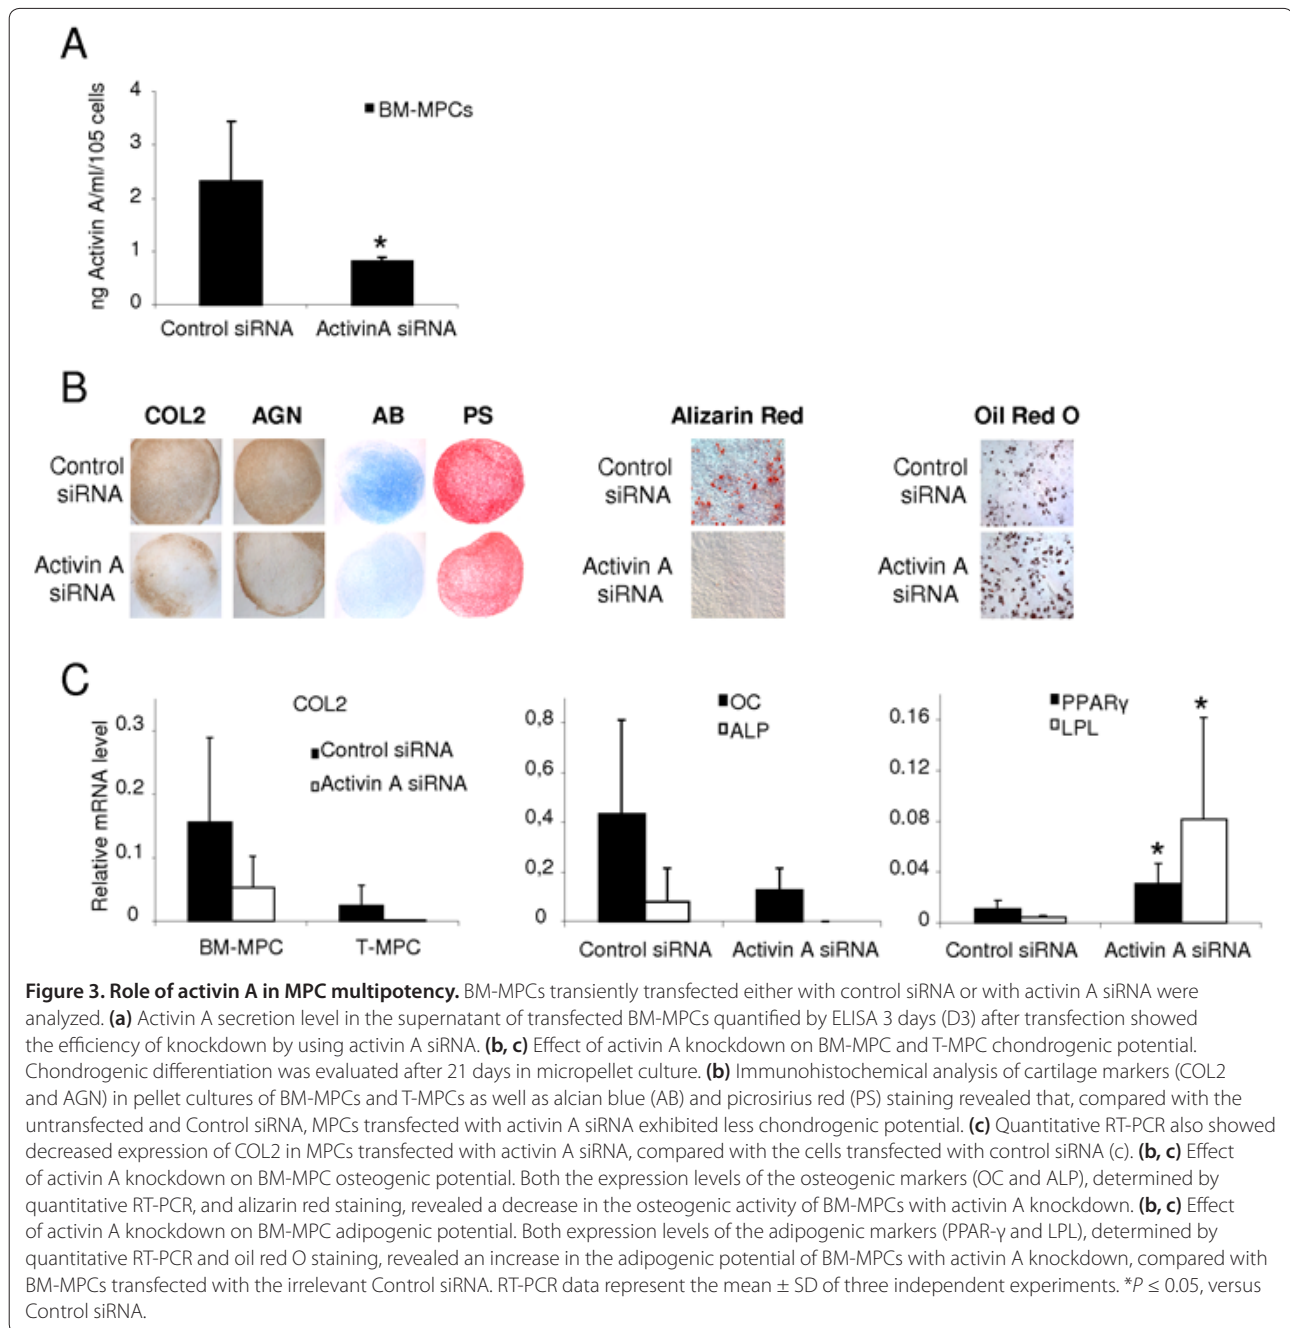 A
4
3
2
1
0
ng Activin A/ml/105 cells
BM-MPCs
*
Control siRNA
ActivinA siRNA
B
COL2
AGN
AB
PS
Alizarin Red
Oil Red O
Control
siRNA
Control
siRNA
Control
siRNA
Activin A
siRNA
Activin A
siRNA
Activin A
siRNA
C
COL2
Control siRNA
Activin A siRNA
Relative mRNA level
0.3
0.2
0.1
0
BM-MPC
T-MPC
OC
ALP
0,8
0,6
0,4
0,2
0
Control siRNA
Activin A siRNA
PPARγ
LPL
0.16
0.12
0.08
0.04
0
*
*
Control siRNA
Activin A siRNA
Figure 3. Role of activin A in MPC multipotency. BM-MPCs transiently transfected either with control siRNA or with activin A siRNA were
analyzed. (a) Activin A secretion level in the supernatant of transfected BM-MPCs quantified by ELISA 3 days (D3) after transfection showed
the efficiency of knockdown by using activin A siRNA. (b, c) Effect of activin A knockdown on BM-MPC and T-MPC chondrogenic potential.
Chondrogenic differentiation was evaluated after 21 days in micropellet culture. (b) Immunohistochemical analysis of cartilage markers (COL2
and AGN) in pellet cultures of BM-MPCs and T-MPCs as well as alcian blue (AB) and picrosirius red (PS) staining revealed that, compared with the
untransfected and Control siRNA, MPCs transfected with activin A siRNA exhibited less chondrogenic potential. (c) Quantitative RT-PCR also showed
decreased expression of COL2 in MPCs transfected with activin A siRNA, compared with the cells transfected with control siRNA (c). (b, c) Effect
of activin A knockdown on BM-MPC osteogenic potential. Both the expression levels of the osteogenic markers (OC and ALP), determined by
quantitative RT-PCR, and alizarin red staining, revealed a decrease in the osteogenic activity of BM-MPCs with activin A knockdown. (b, c) Effect
of activin A knockdown on BM-MPC adipogenic potential. Both expression levels of the adipogenic markers (PPAR-γ and LPL), determined by
quantitative RT-PCR and oil red O staining, revealed an increase in the adipogenic potential of BM-MPCs with activin A knockdown, compared with
BM-MPCs transfected with the irrelevant Control siRNA. RT-PCR data represent the mean ± SD of three independent experiments. *P ≤ 0.05, versus
Control siRNA.